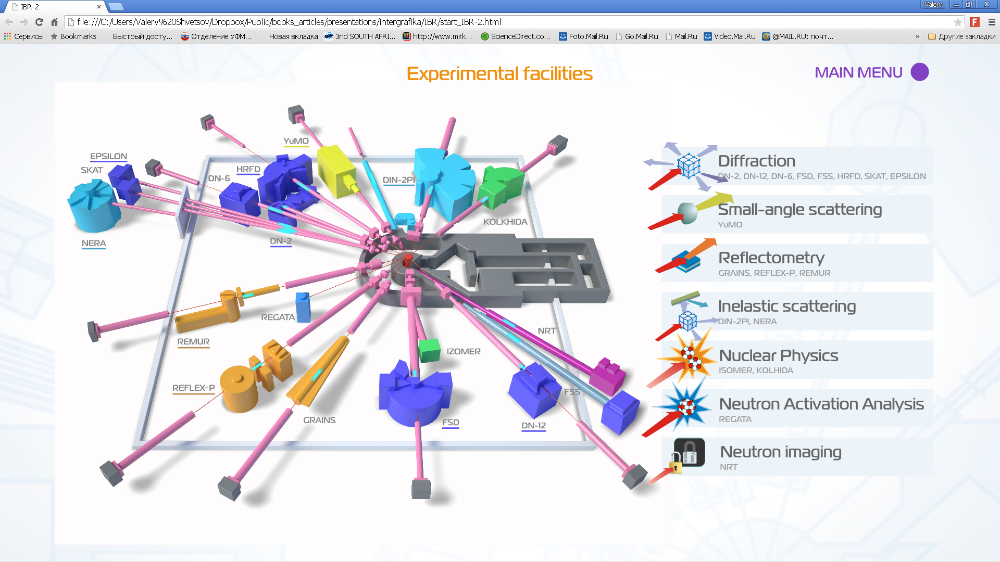 IBR-2
Valery
file:///C:/Users/Valery%20Shvetsov/Dropbox/Public/books_articles/presentations/intergrafika/IBR/start_IBR-2.html
Сервисы Bookmarks Быстрый досту... Отделение УФМ... Новая вкладка 3nd SOUTH AFRI... http://www.mirk... ScienceDirect.co... Foto.Mail.Ru Go.Mail.Ru Mail.Ru Video.Mail.Ru @MAIL.RU: почт... » Другие закладки
Experimental facilities
MAIN MENU
YuMO
EPSILON
SKAT
HRFD
DN-6
DIN-2PI
KOLKHIDA
NERA
DN-2
REGATA
NRT
REMUR
IZOMER
REFLEX-P
FSS
GRAINS
FSD
DN-12
Diffraction
DN-2, DN-12, DN-6, FSD, FSS, HRFD, SKAT, EPSILON
Small-angle scattering
YuMO
Reflectometry
GRAINS, REFLEX-P, REMUR
Inelastic scattering
DIN-2PI, NERA
Nuclear Physics
ISOMER, KOLHIDA
Neutron Activation Analysis
REGATA
Neutron imaging
NRT